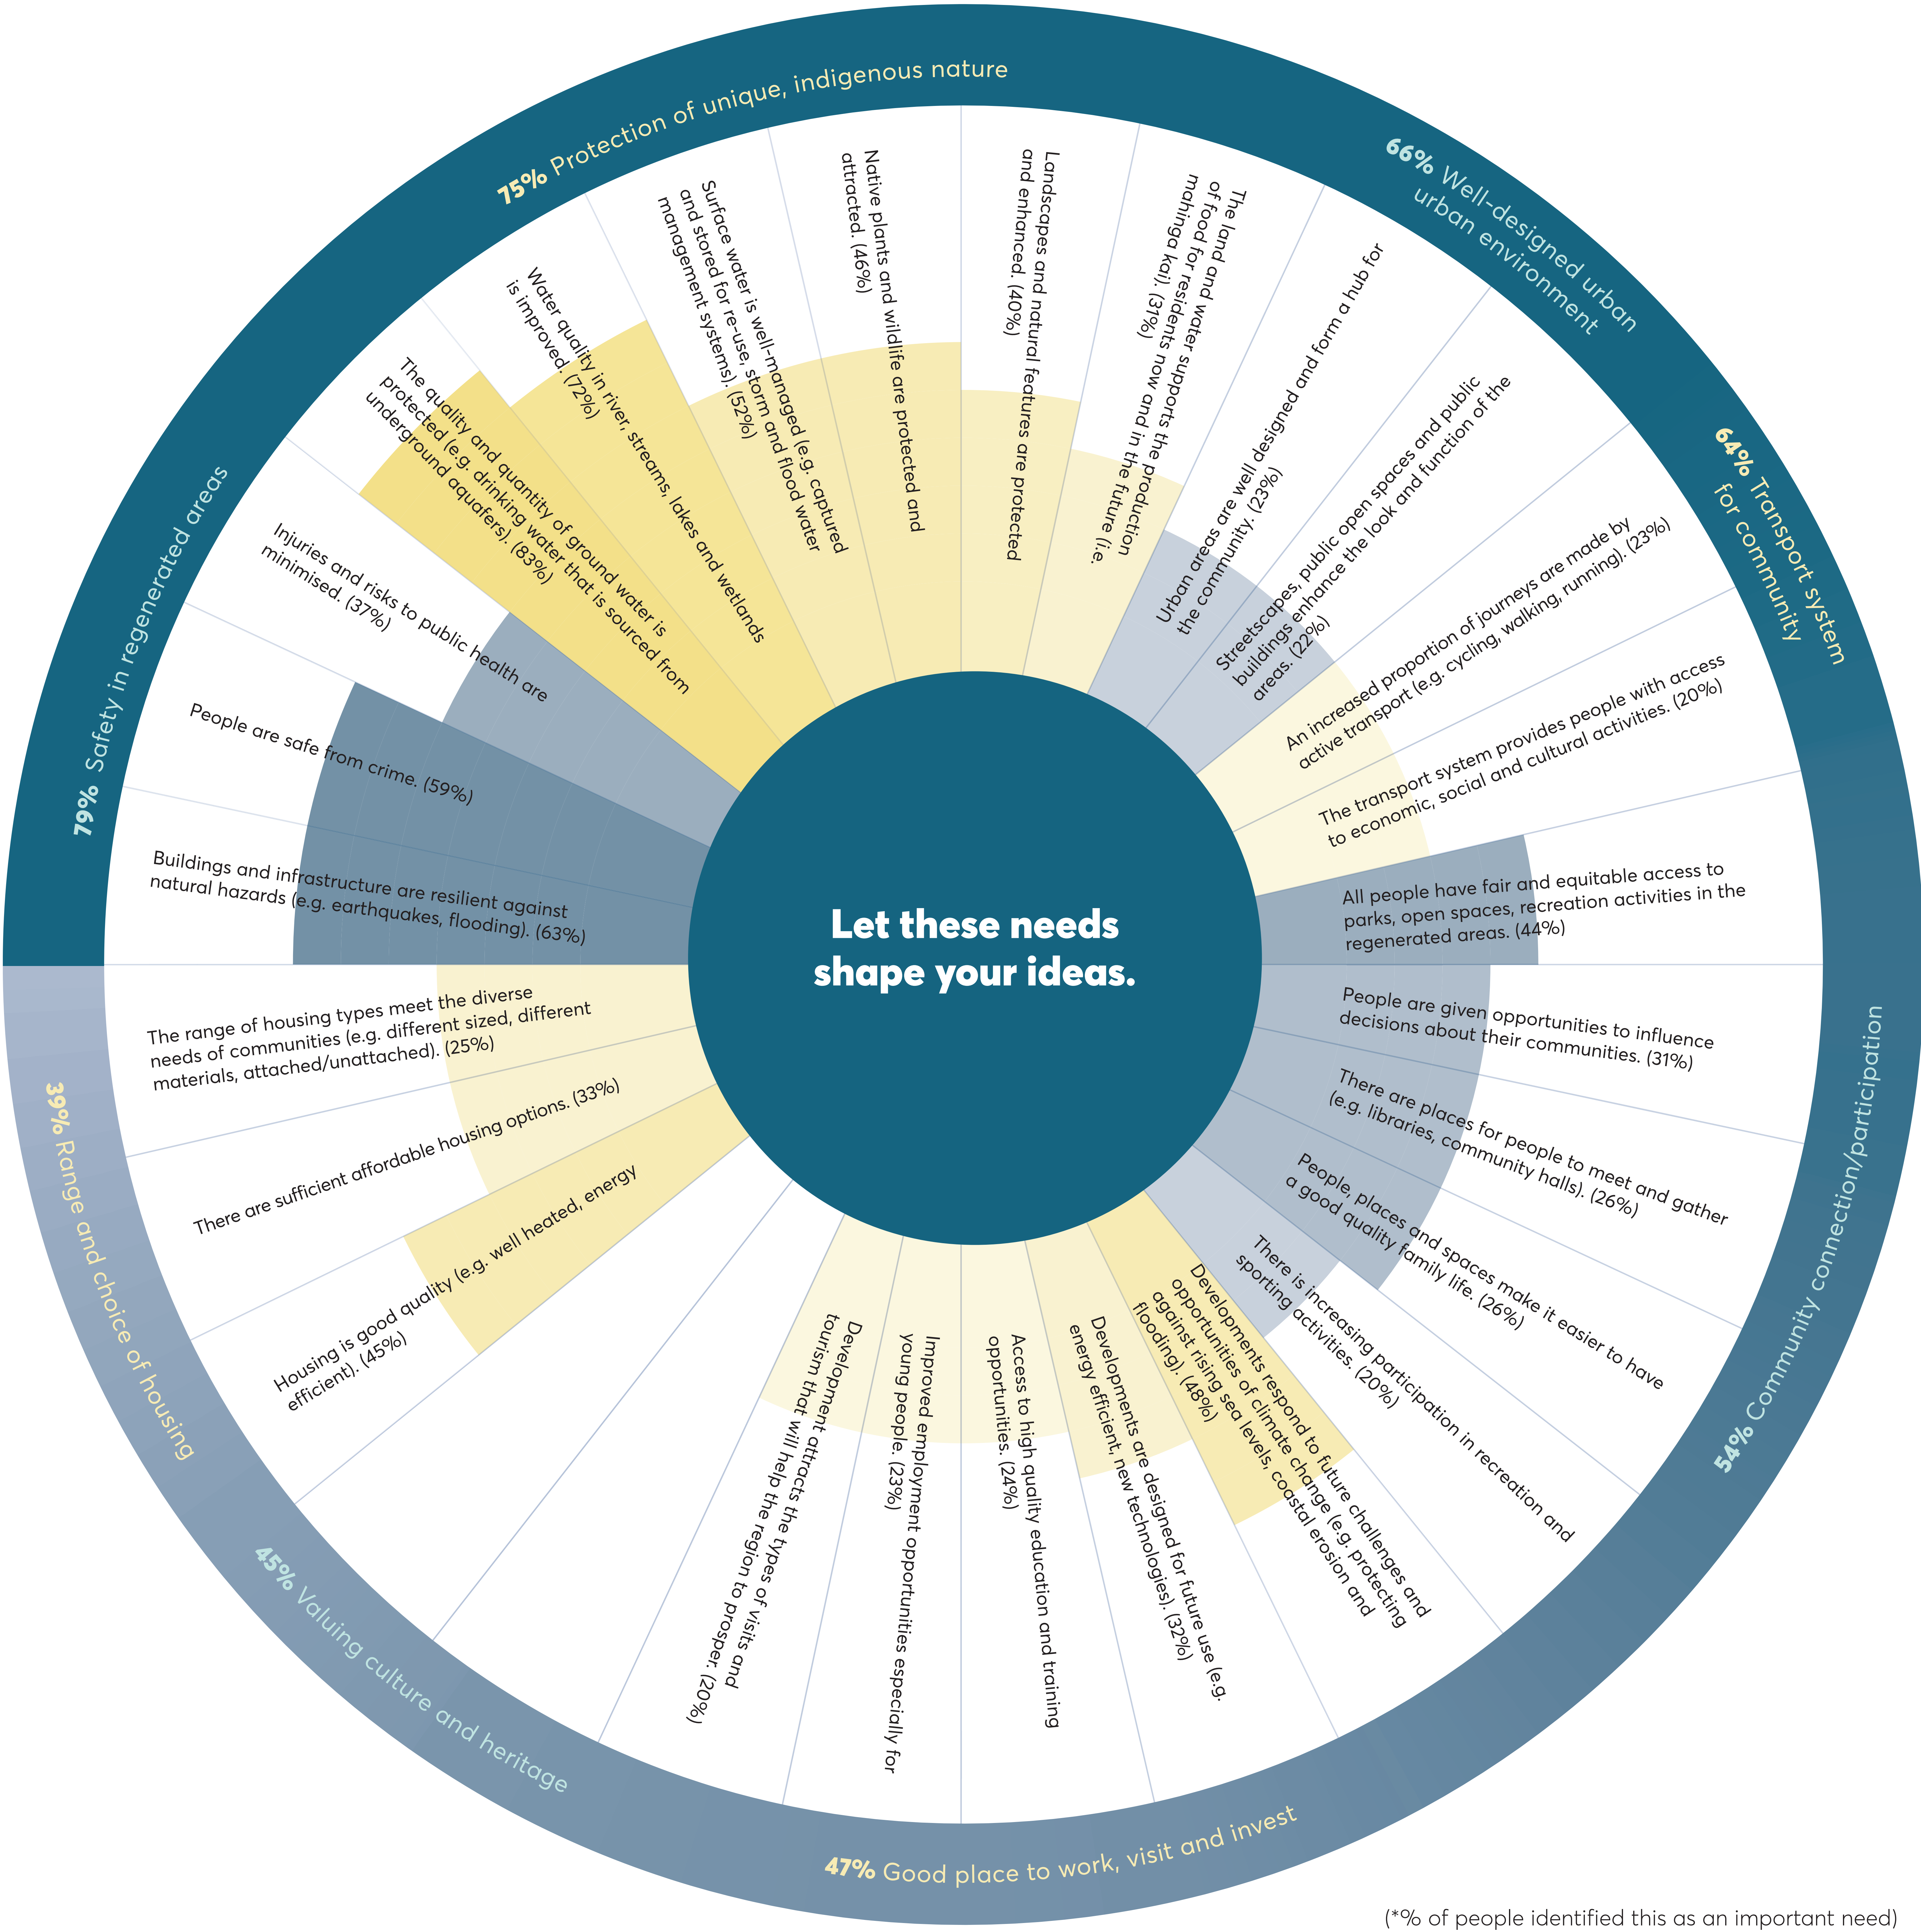 79% Safety in regenerated areas
Buildings and infrastructure are resilient against
natural hazards (e.g. earthquakes, flooding). (63%)
People are safe from crime. (59%)
Injuries and risks to public health are
minimised. (37%)
75% Protection of unique, indigenous nature
The quality and quantity of ground water is
protected (e.g. drinking water that is sourced from
underground aquafers). (83%)
Water quality in river, streams, lakes and wetlands
is improved. (72%)
Surface water is well-managed (e.g. captured
and stored for re-use, storm and flood water
management systems). (52%)
Native plants and wildlife are protected and
attracted. (46%)
Landscapes and natural features are protected
and enhanced. (40%)
The land and water supports the production
of food for residents now and in the future (i.e.
mahinga kai). (31%)
66% Well-designed urban
urban environment
Urban areas are well designed and form a hub for
the community. (23%)
Streetscapes, public open spaces and public
buildings enhance the look and function of the
areas. (22%)
64% Transport system
for community
An increased proportion of journeys are made by
active transport (e.g. cycling, walking, running). (23%)
The transport system provides people with access
to economic, social and cultural activities. (20%)
54% Community connection/participation
All people have fair and equitable access to
parks, open spaces, recreation activities in the
regenerated areas. (44%)
People are given opportunities to influence
decisions about their communities. (31%)
There are places for people to meet and gather
(e.g. libraries, community halls). (26%)
People, places and spaces make it easier to have
a good quality family life. (26%)
There is increasing participation in recreation and
sporting activities. (20%)
47% Good place to work, visit and invest
Developments respond to future challenges and
opportunities of climate change (e.g. protecting
against rising sea levels, coastal erosion and
flooding). (48%)
Developments are designed for future use (e.g.
energy efficient, new technologies). (32%)
Access to high quality education and training
opportunities. (24%)
Improved employment opportunities especially for
young people. (23%)
Development attracts the types of visits and
tourism that will help the region to prosper. (20%)
45% Valuing culture and heritage
39% Range and choice of housing
Housing is good quality (e.g. well heated, energy
efficient). (45%)
There are sufficient affordable housing options. (33%)
The range of housing types meet the diverse
needs of communities (e.g. different sized, different
materials, attached/unattached). (25%)
Let these needs
shape your ideas.
(*% of people identified this as an important need)